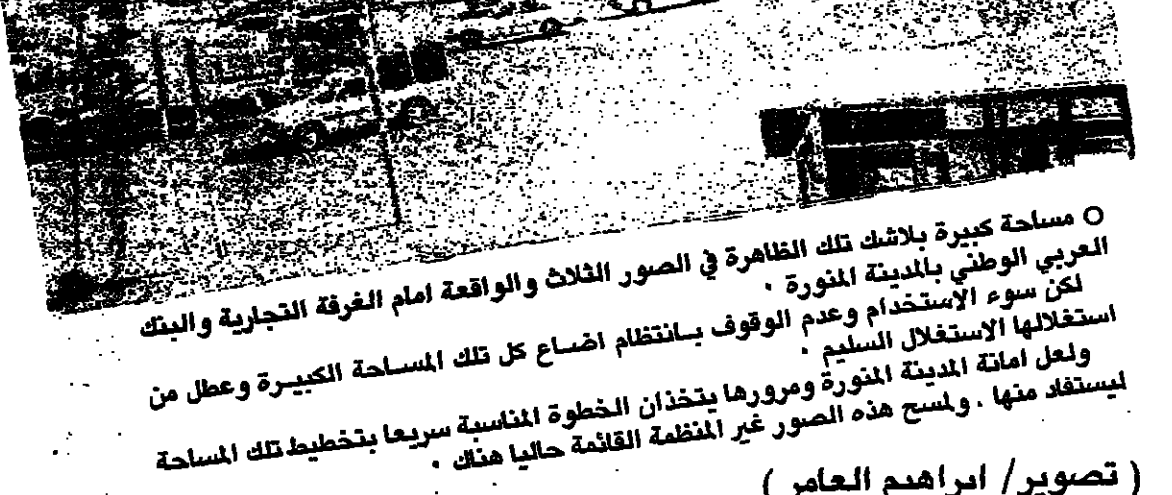 ○ مساحة كبيرة بلاشك تلك الظاهرة في الصور الثلاث والواقعة امام الغرفة التجارية والبنك
العربي الوطني بالمدينة المنورة .
لكن سوء الإستخدام وعدم الوقوف بانتظام اضاع كل تلك المساحة الكبيرة وعطل من
استغلالها الإستغلال السليم .
ولعل امانة المدينة المنورة ومرورها يتخذان الخطوة المناسبة سريعا بتخطيط تلك المساحة
ليستفاد منها . ولمسح هذه الصور غير المنظمة القائمة حاليا هناك .
( تصوير/ ابراهيم العامر )